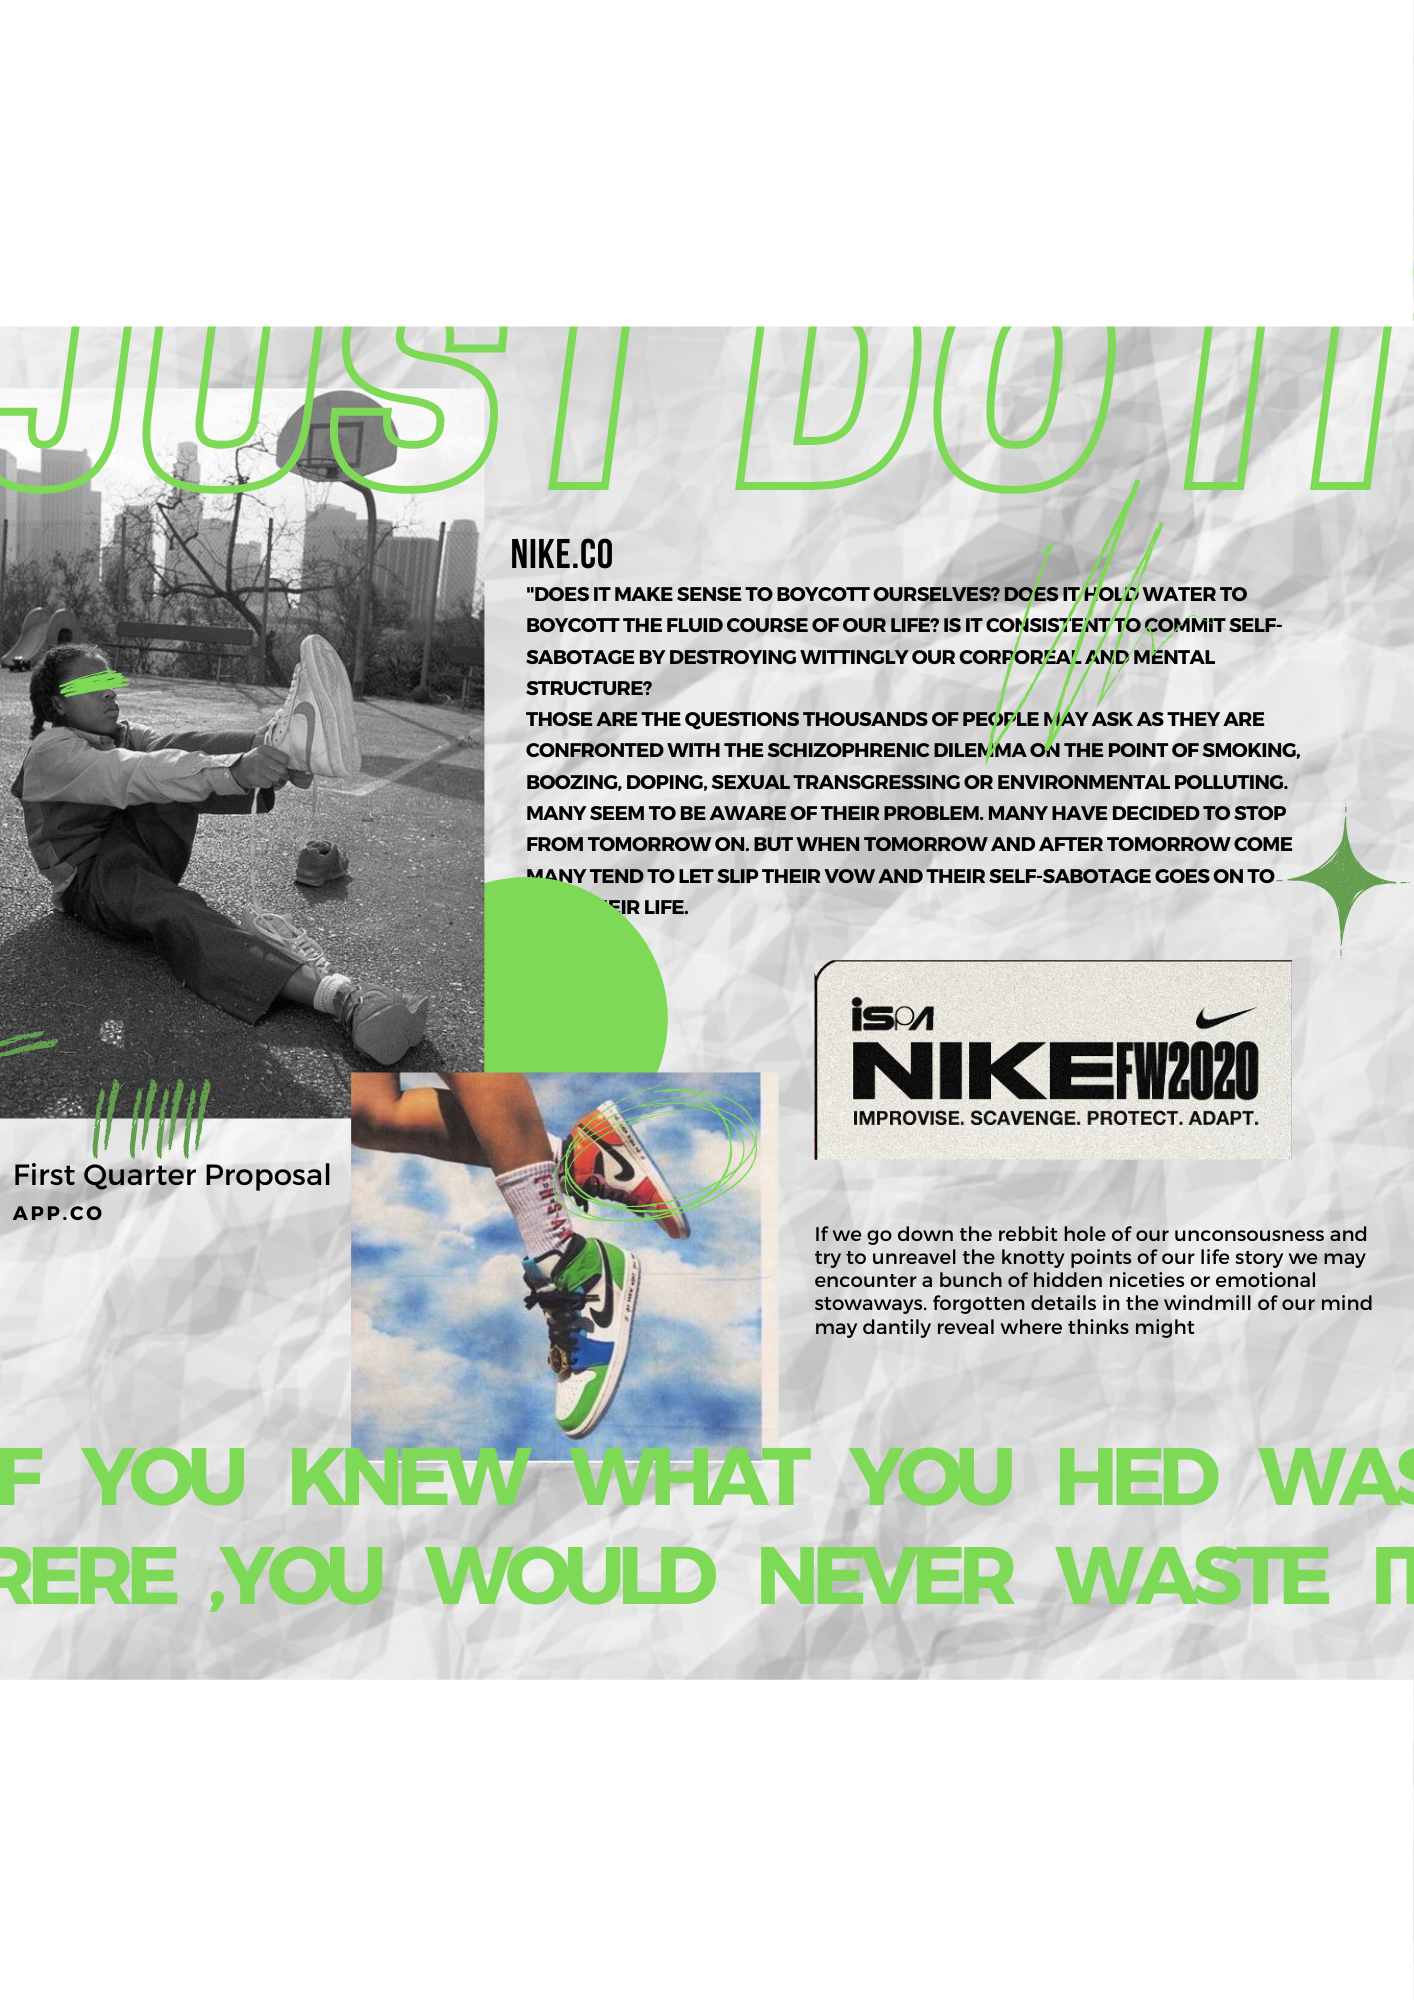 JUST DO IT
NIKE.CO
"DOES IT MAKE SENSE TO BOYCOTT OURSELVES? DOES IT HOLD WATER TO
BOYCOTT THE FLUID COURSE OF OUR LIFE? IS IT CONSISTENT TO COMMIT SELF-
SABOTAGE BY DESTROYING WITTINGLY OUR CORPOREAL AND MENTAL
STRUCTURE?
THOSE ARE THE QUESTIONS THOUSANDS OF PEOPLE MAY ASK AS THEY ARE
CONFRONTED WITH THE SCHIZOPHRENIC DILEMMA ON THE POINT OF SMOKING,
BOOZING, DOPING, SEXUAL TRANSGRESSING OR ENVIRONMENTAL POLLUTING.
MANY SEEM TO BE AWARE OF THEIR PROBLEM. MANY HAVE DECIDED TO STOP
FROM TOMORROW ON. BUT WHEN TOMORROW AND AFTER TOMORROW COME
MANY TEND TO LET SLIP THEIR VOW AND THEIR SELF-SABOTAGE GOES ON TO
LIFE.
ISPA
NIKE FW2020
IMPROVISE. SCAVENGE. PROTECT. ADAPT.
First Quarter Proposal
APP.CO
If we go down the rebbit hole of our unconsousness and
try to unreavel the knotty points of our life story we may
encounter a bunch of hidden niceties or emotional
stowaways. forgotten details in the windmill of our mind
may dantily reveal where thinks might
F YOU KNEW WHAT YOU HED WAS
RERE ,YOU WOULD NEVER WASTE IT